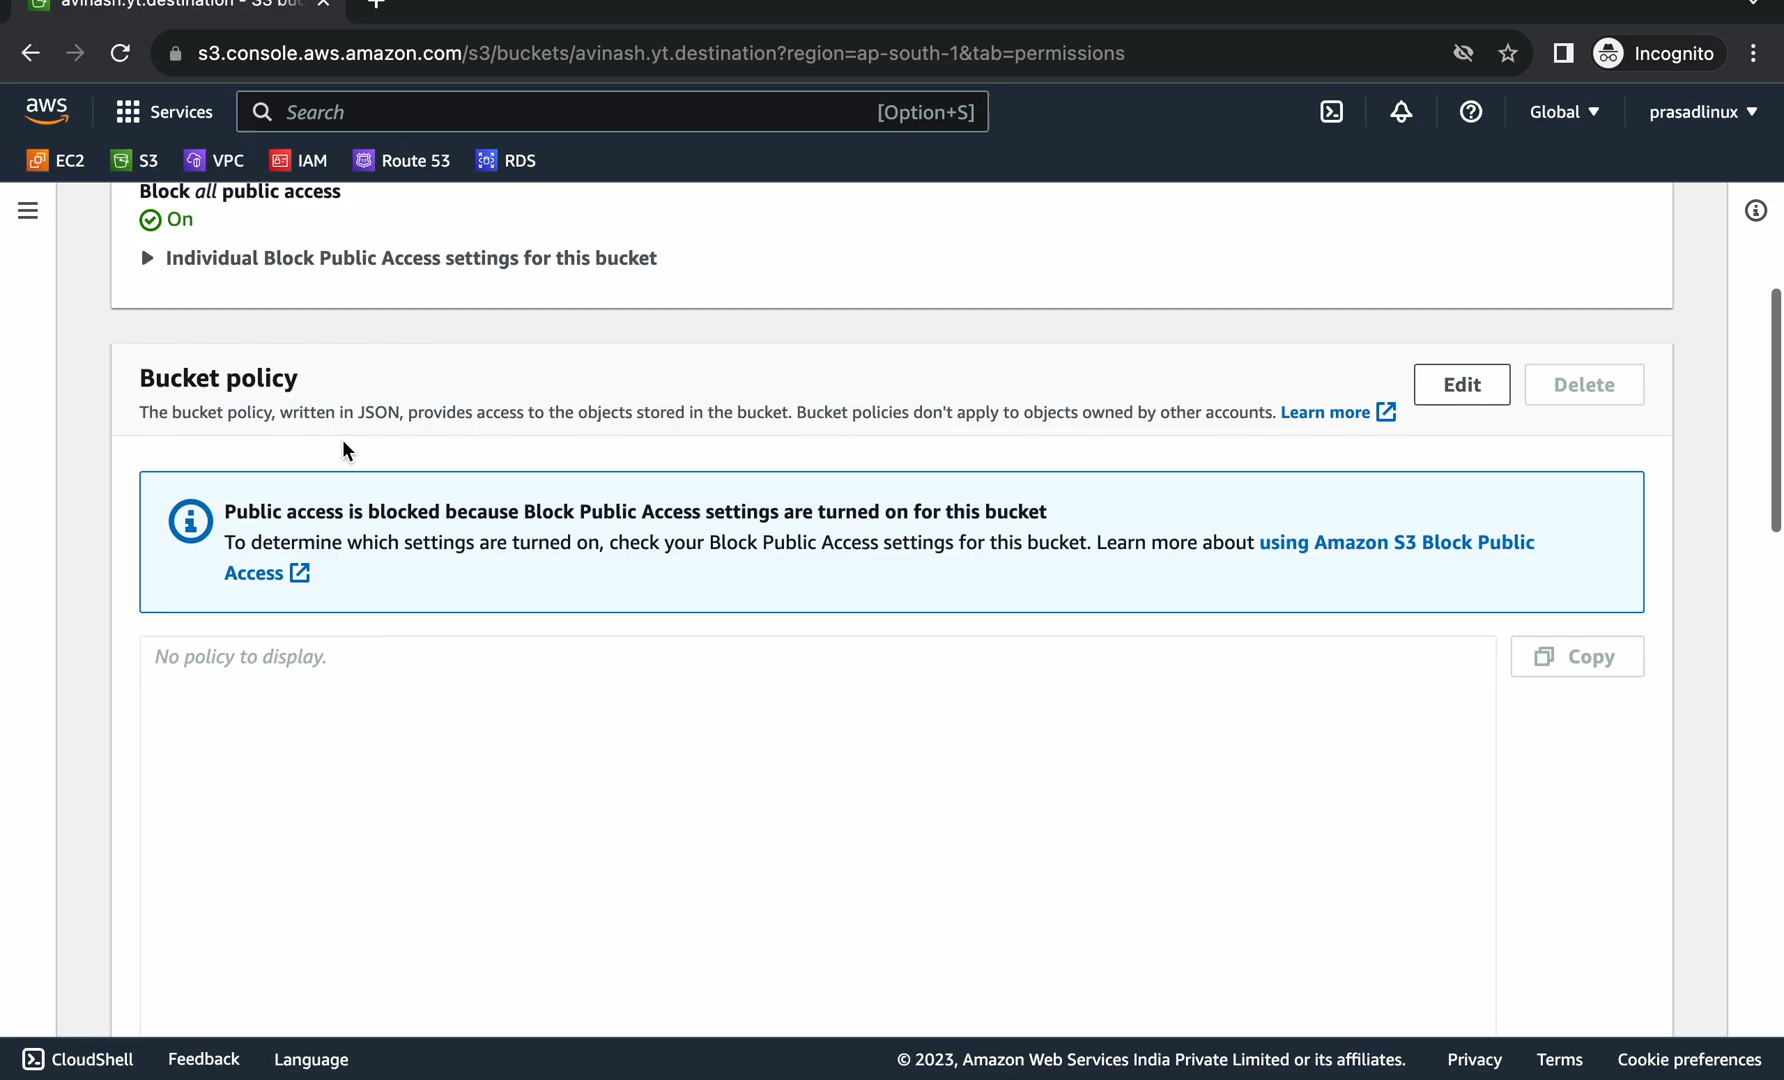 avinash.yt.destination - S3 buc
s3.console.aws.amazon.com/s3/buckets/avinash.yt.destination?region=ap-south-1&tab=permissions
Incognito
aws
Services
Search
[Option+S]
Global
prasadlinux
EC2
S3
VPC
IAM
Route 53
RDS
Block all public access
On
Individual Block Public Access settings for this bucket
Bucket policy
Edit
Delete
The bucket policy, written in JSON, provides access to the objects stored in the bucket. Bucket policies don't apply to objects owned by other accounts. Learn more
Public access is blocked because Block Public Access settings are turned on for this bucket
To determine which settings are turned on, check your Block Public Access settings for this bucket. Learn more about using Amazon S3 Block Public
Access
No policy to display.
Copy
CloudShell
Feedback
Language
© 2023, Amazon Web Services India Private Limited or its affiliates.
Privacy
Terms
Cookie preferences